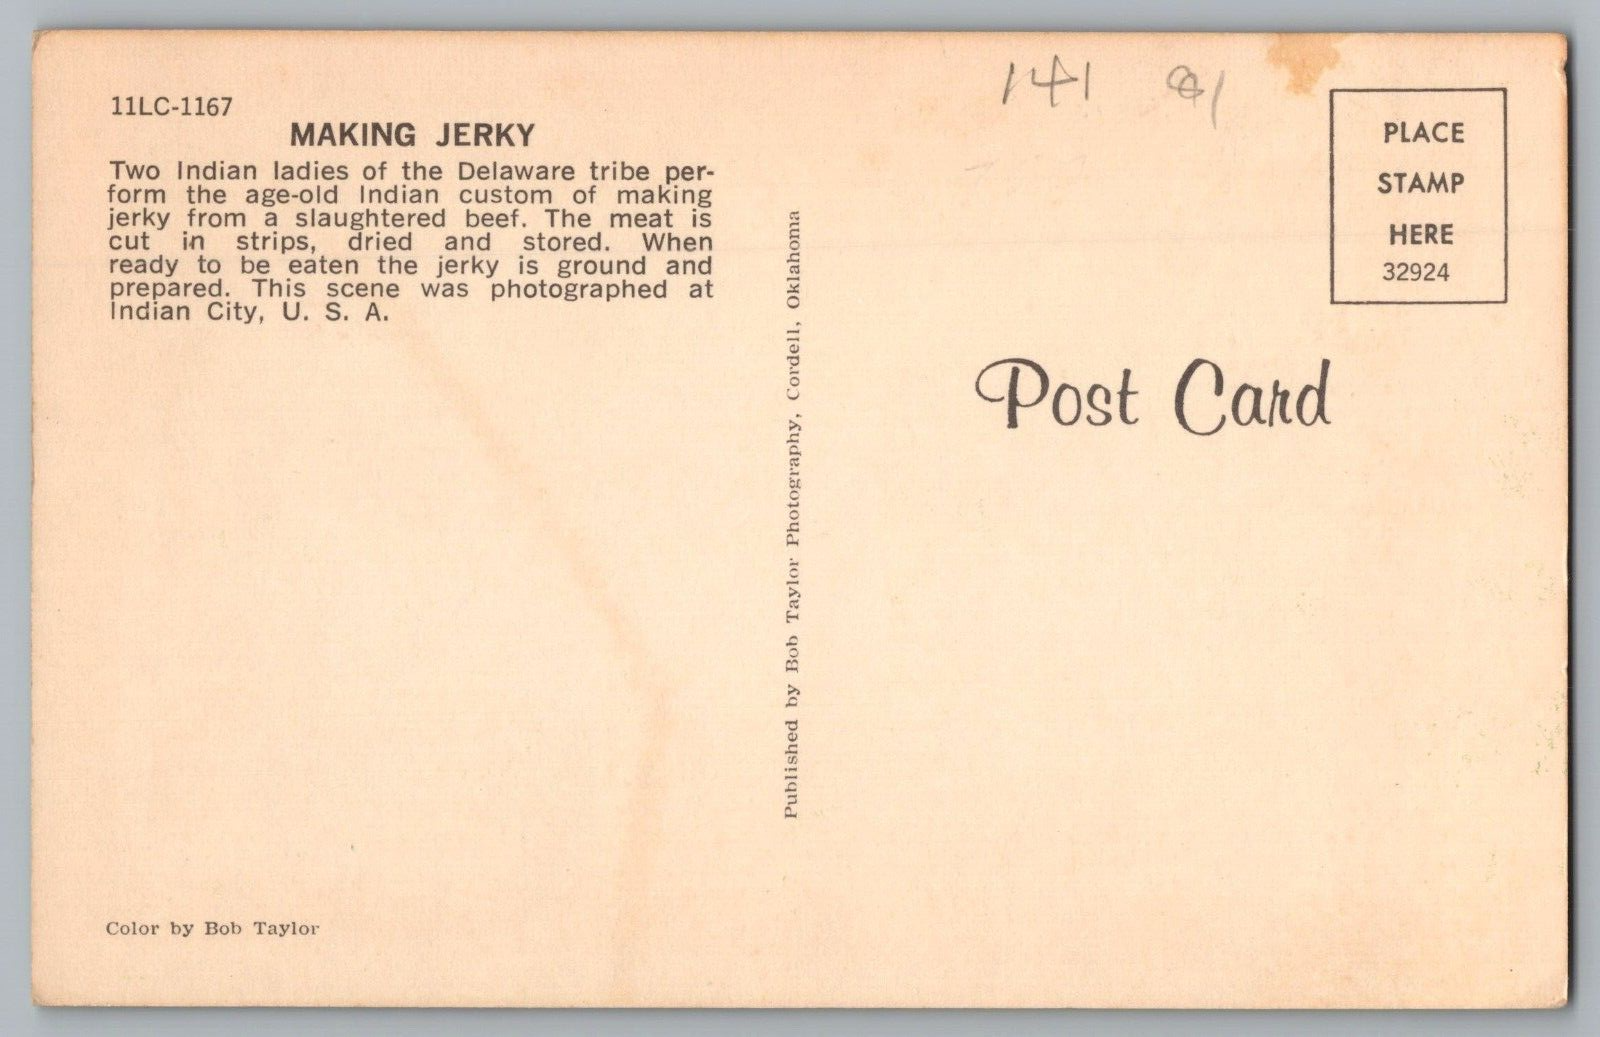 11LC-1167
MAKING JERKY
Two Indian ladies of the Delaware tribe per-
form the age-old Indian custom of making
jerky from a slaughtered beef. The meat is
cut in strips, dried and stored. When
ready to be eaten the jerky is ground and
prepared. This scene was photographed at
Indian City, U. S. A.
Color by Bob Taylor
Published by Bob Taylor Photography, Cordell, Oklahoma
141
PLACE
STAMP
HERE
32924
Post Card